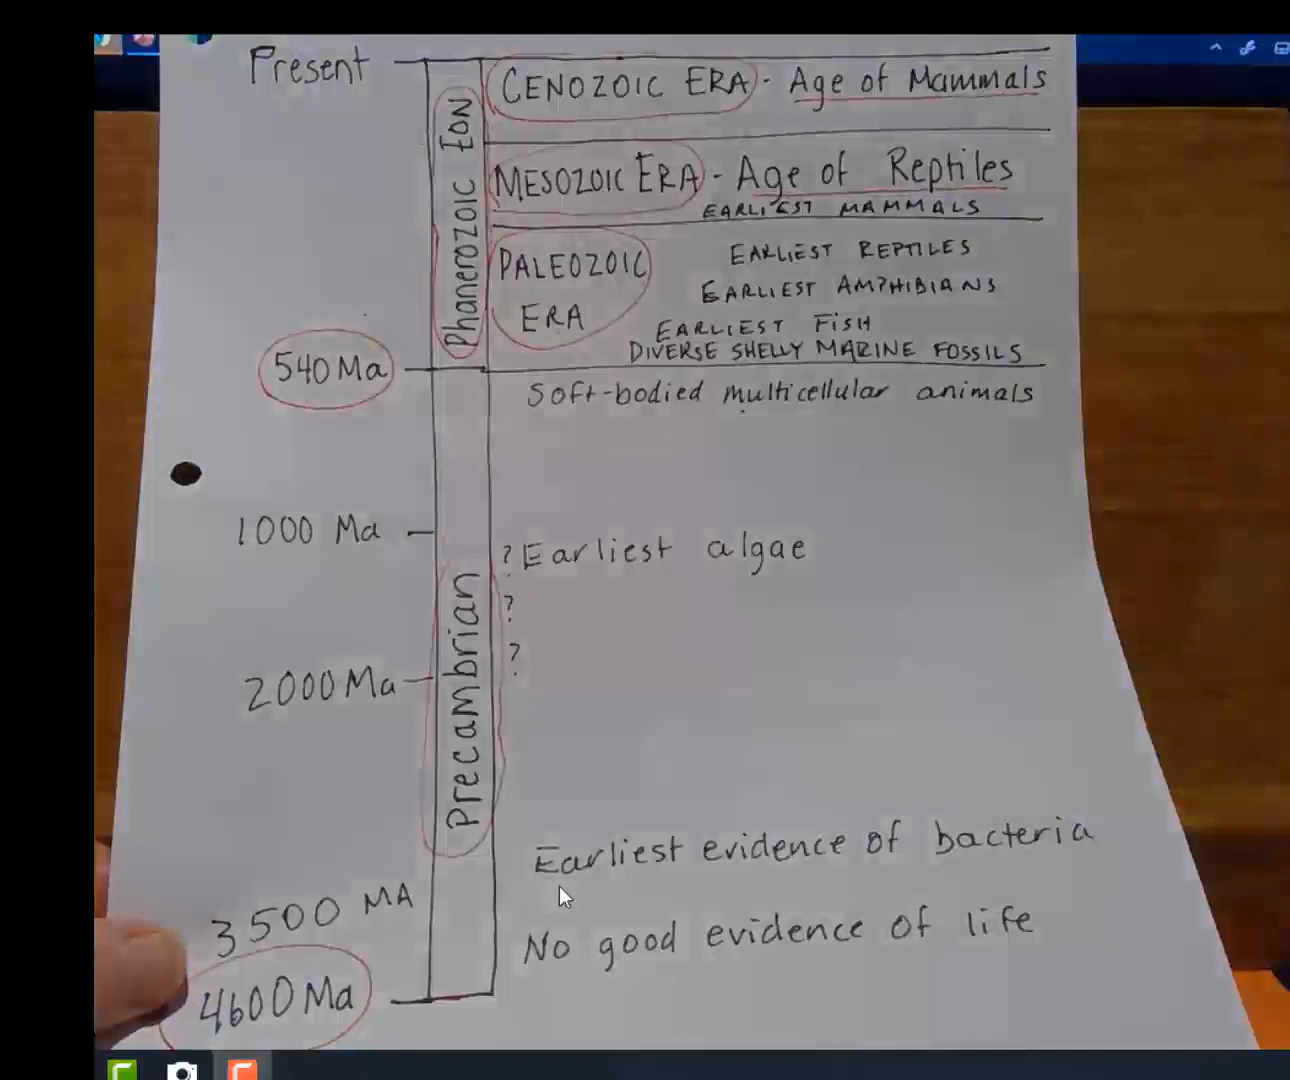 Present
CENOZOIC ERA - Age of Mammals
Phanerozoic Eon
MESOZOIC ERA - Age of Reptiles
EARLIEST MAMMALS
PALEOZOIC
ERA
EARLIEST REPTILES
EARLIEST AMPHIBIANS
EARLIEST FISH
DIVERSE SHELLY MARINE FOSSILS
540 Ma
Soft-bodied multicellular animals
1000 Ma
? Earliest algae
?
?
2000 Ma
Precambrian
Earliest evidence of bacteria
3500 MA
No good evidence of life
4600 Ma